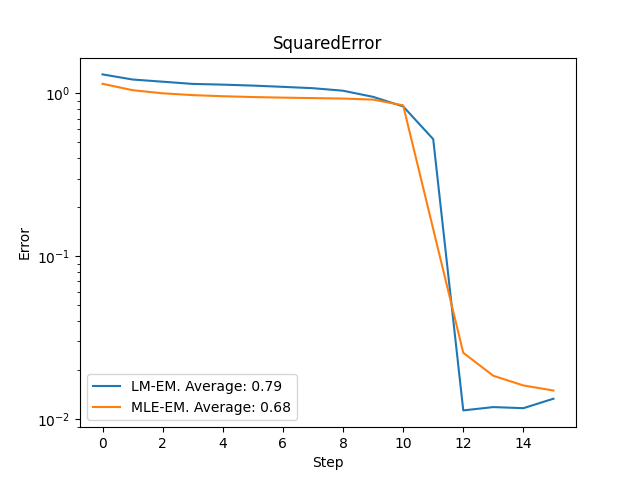 SquaredError
Error
10⁰
10⁻¹
10⁻²
LM-EM. Average: 0.79
MLE-EM. Average: 0.68
0 2 4 6 8 10 12 14
Step